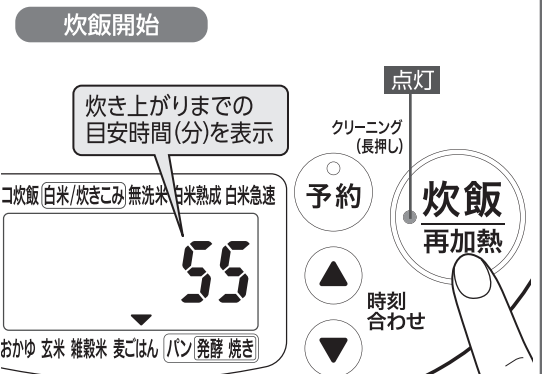 炊飯開始
点灯
炊き上がりまでの
目安時間(分)を表示
クリーニング
(長押し)
コ炊飯 白米/炊きこみ 無洗米 白米熟成 白米急速
予約
炊飯
再加熱
55
時刻
合わせ
おかゆ 玄米 雑穀米 麦ごはん パン 発酵 焼き